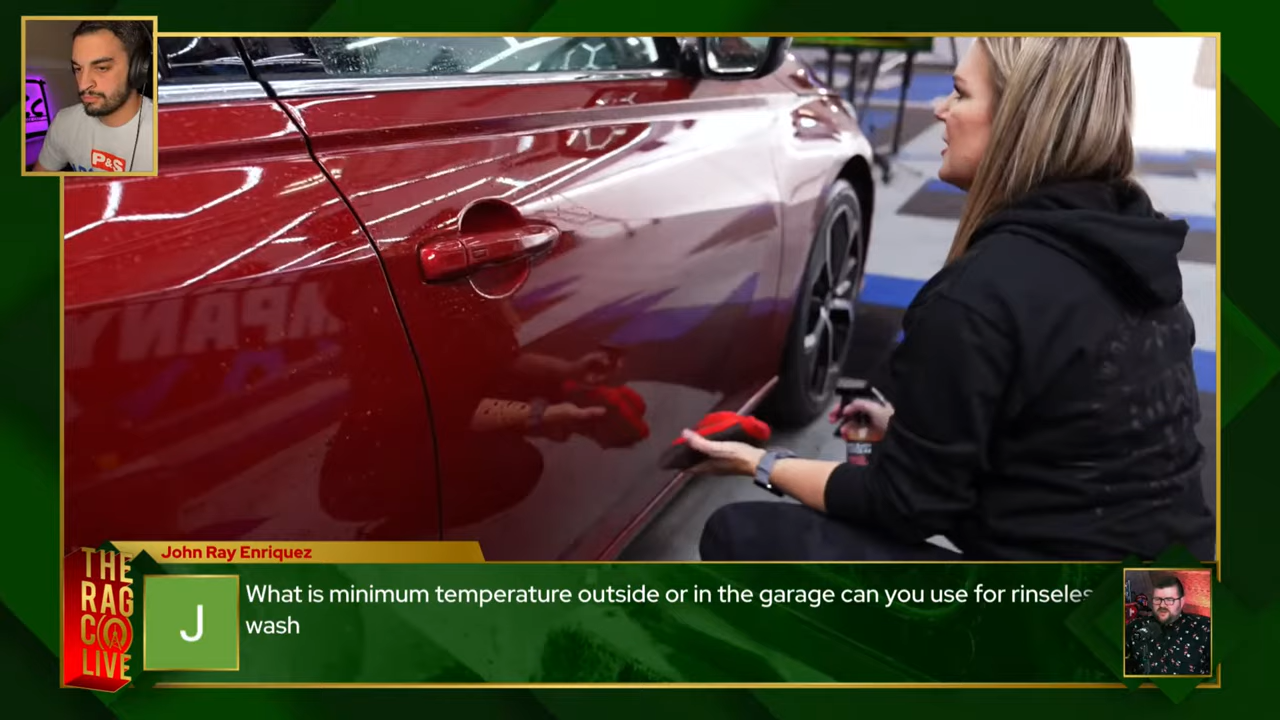 P&S
John Ray Enriquez
THE
RAG
CO
LIVE
J
What is minimum temperature outside or in the garage can you use for rinseles
wash